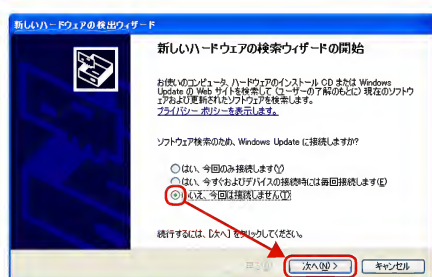 新しいハードウェアの検出ウィザード
新しいハードウェアの検索ウィザードの開始
お使いのコンピュータ、ハードウェアのインストール CD または Windows
Update の Web サイトを検索して (ユーザーの了解のもとに) 現在のソフトウ
ェアおよび更新されたソフトウェアを検索します。
プライバシー ポリシーを表示します。
ソフトウェア検索のため、Windows Update に接続しますか?
はい、今回のみ接続します(Y)
はい、今すぐおよびデバイスの接続時には毎回接続します(E)
いいえ、今回は接続しません(T)
続行するには、[次へ] をクリックしてください。
次へ(N) >
キャンセル